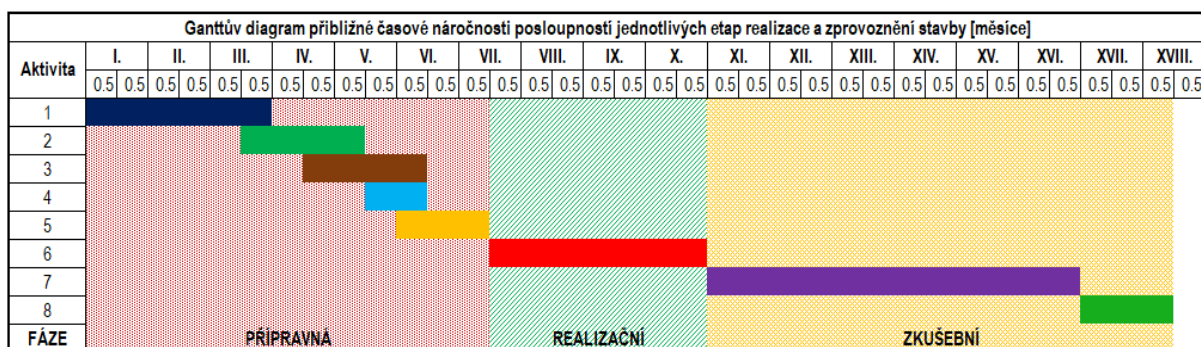 Ganttův diagram přibližné časové náročnosti posloupností jednotlivých etap realizace a zprovoznění stavby [měsíce]
Aktivita I. II. III. IV. V. VI. VII. VIII. IX. X. XI. XII. XIII. XIV. XV. XVI. XVII. XVIII.
0.5 0.5 0.5 0.5 0.5 0.5 0.5 0.5 0.5 0.5 0.5 0.5 0.5 0.5 0.5 0.5 0.5 0.5 0.5 0.5 0.5 0.5 0.5 0.5 0.5 0.5 0.5 0.5 0.5 0.5 0.5 0.5 0.5 0.5 0.5 0.5
1
2
3
4
5
6
7
8
FÁZE PŘÍPRAVNÁ REALIZAČNÍ ZKUŠEBNÍ